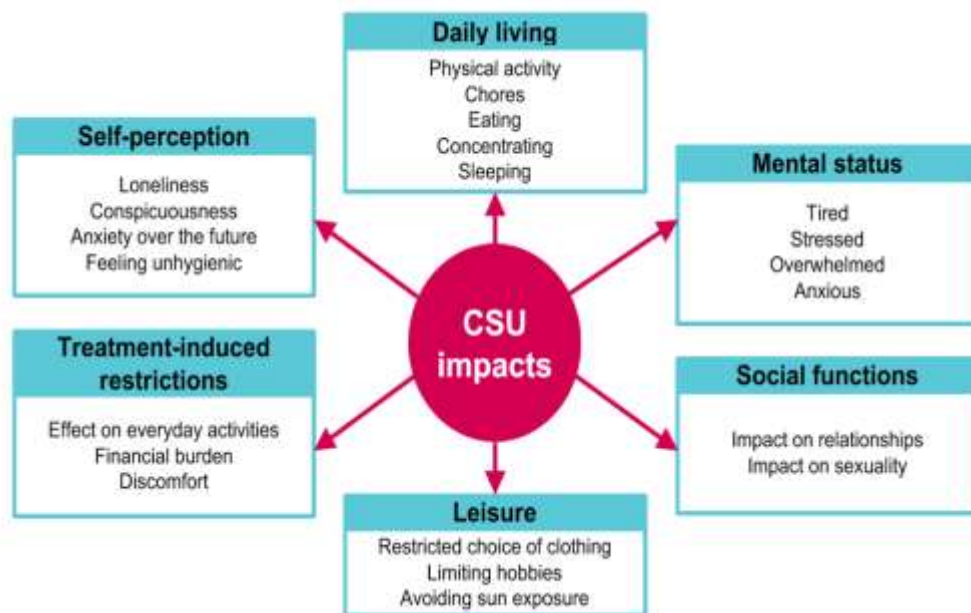 Daily living
Physical activity
Chores
Eating
Concentrating
Sleeping
Self-perception
Loneliness
Conspicuousness
Anxiety over the future
Feeling unhygienic
Mental status
Tired
Stressed
Overwhelmed
Anxious
CSU
impacts
Treatment-induced
restrictions
Effect on everyday activities
Financial burden
Discomfort
Social functions
Impact on relationships
Impact on sexuality
Leisure
Restricted choice of clothing
Limiting hobbies
Avoiding sun exposure